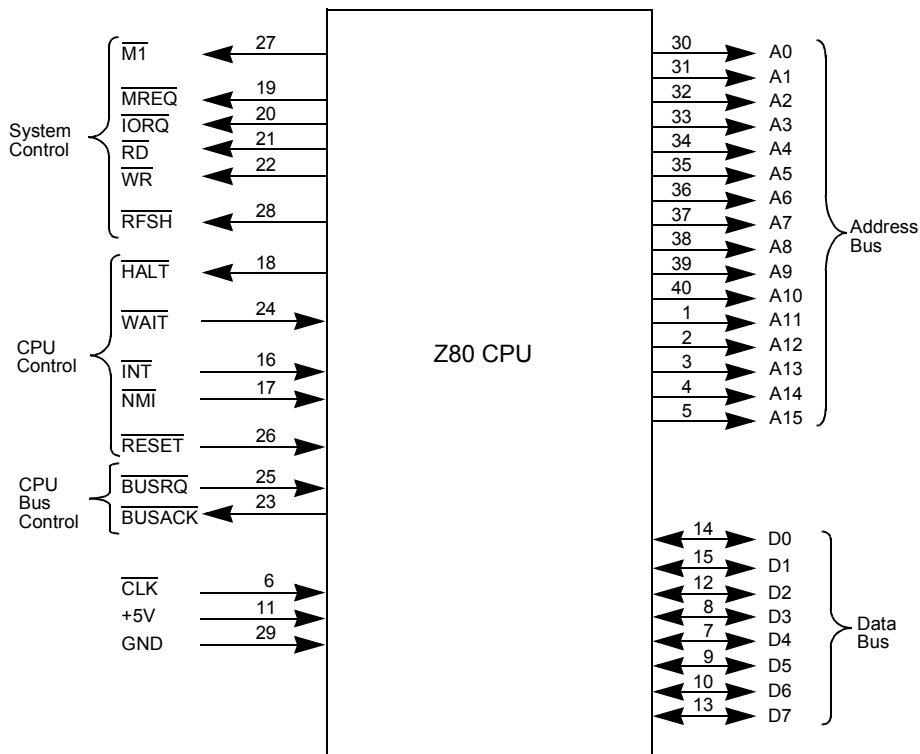 System
Control
M1
27
MREQ
19
IORQ
20
RD
21
WR
22
RFSH
28
CPU
Control
HALT
18
WAIT
24
INT
16
NMI
17
RESET
26
CPU
Bus
Control
BUSRQ
25
BUSACK
23
CLK
6
+5V
11
GND
29
Z80 CPU
30
A0
31
A1
32
A2
33
A3
34
A4
35
A5
36
A6
37
A7
38
A8
39
A9
40
A10
1
A11
2
A12
3
A13
4
A14
5
A15
Address
Bus
14
D0
15
D1
12
D2
8
D3
7
D4
9
D5
10
D6
13
D7
Data
Bus